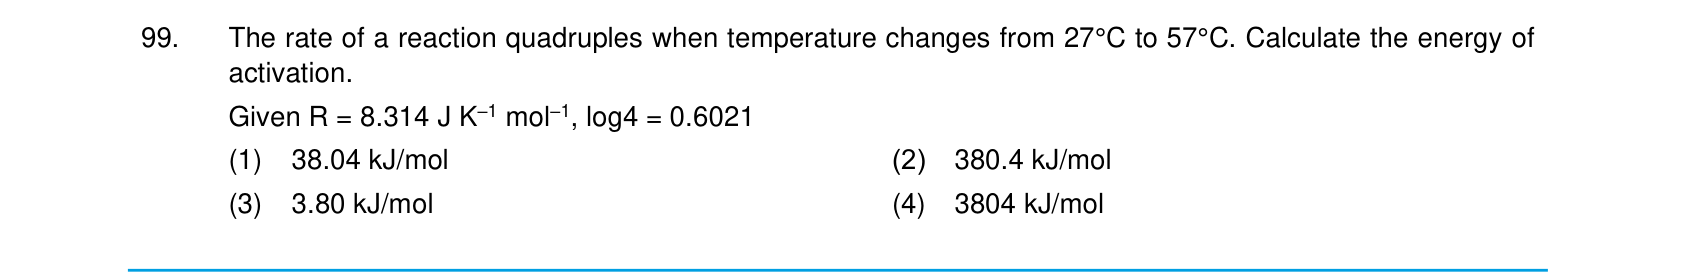 99. The rate of a reaction quadruples when temperature changes from 27°C to 57°C. Calculate the energy of
activation.
Given R = 8.314 J K⁻¹ mol⁻¹, log4 = 0.6021
(1) 38.04 kJ/mol (2) 380.4 kJ/mol
(3) 3.80 kJ/mol (4) 3804 kJ/mol